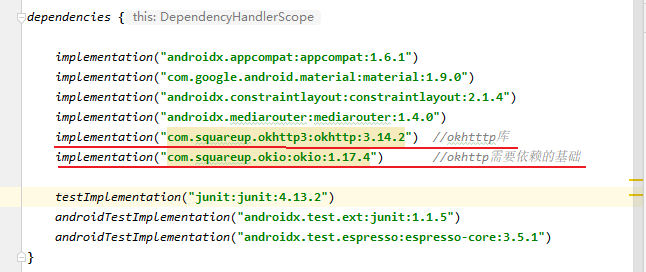 dependencies { this: DependencyHandlerScope
implementation("androidx.appcompat:appcompat:1.6.1")
implementation("com.google.android.material:material:1.9.0")
implementation("androidx.constraintlayout:constraintlayout:2.1.4")
implementation("androidx.mediarouter:mediarouter:1.4.0")
implementation("com.squareup.okhttp3:okhttp:3.14.2") //okhtttp库
implementation("com.squareup.okio:okio:1.17.4") //okhttp需要依赖的基础
testImplementation("junit:junit:4.13.2")
androidTestImplementation("androidx.test.ext:junit:1.1.5")
androidTestImplementation("androidx.test.espresso:espresso-core:3.5.1")
}